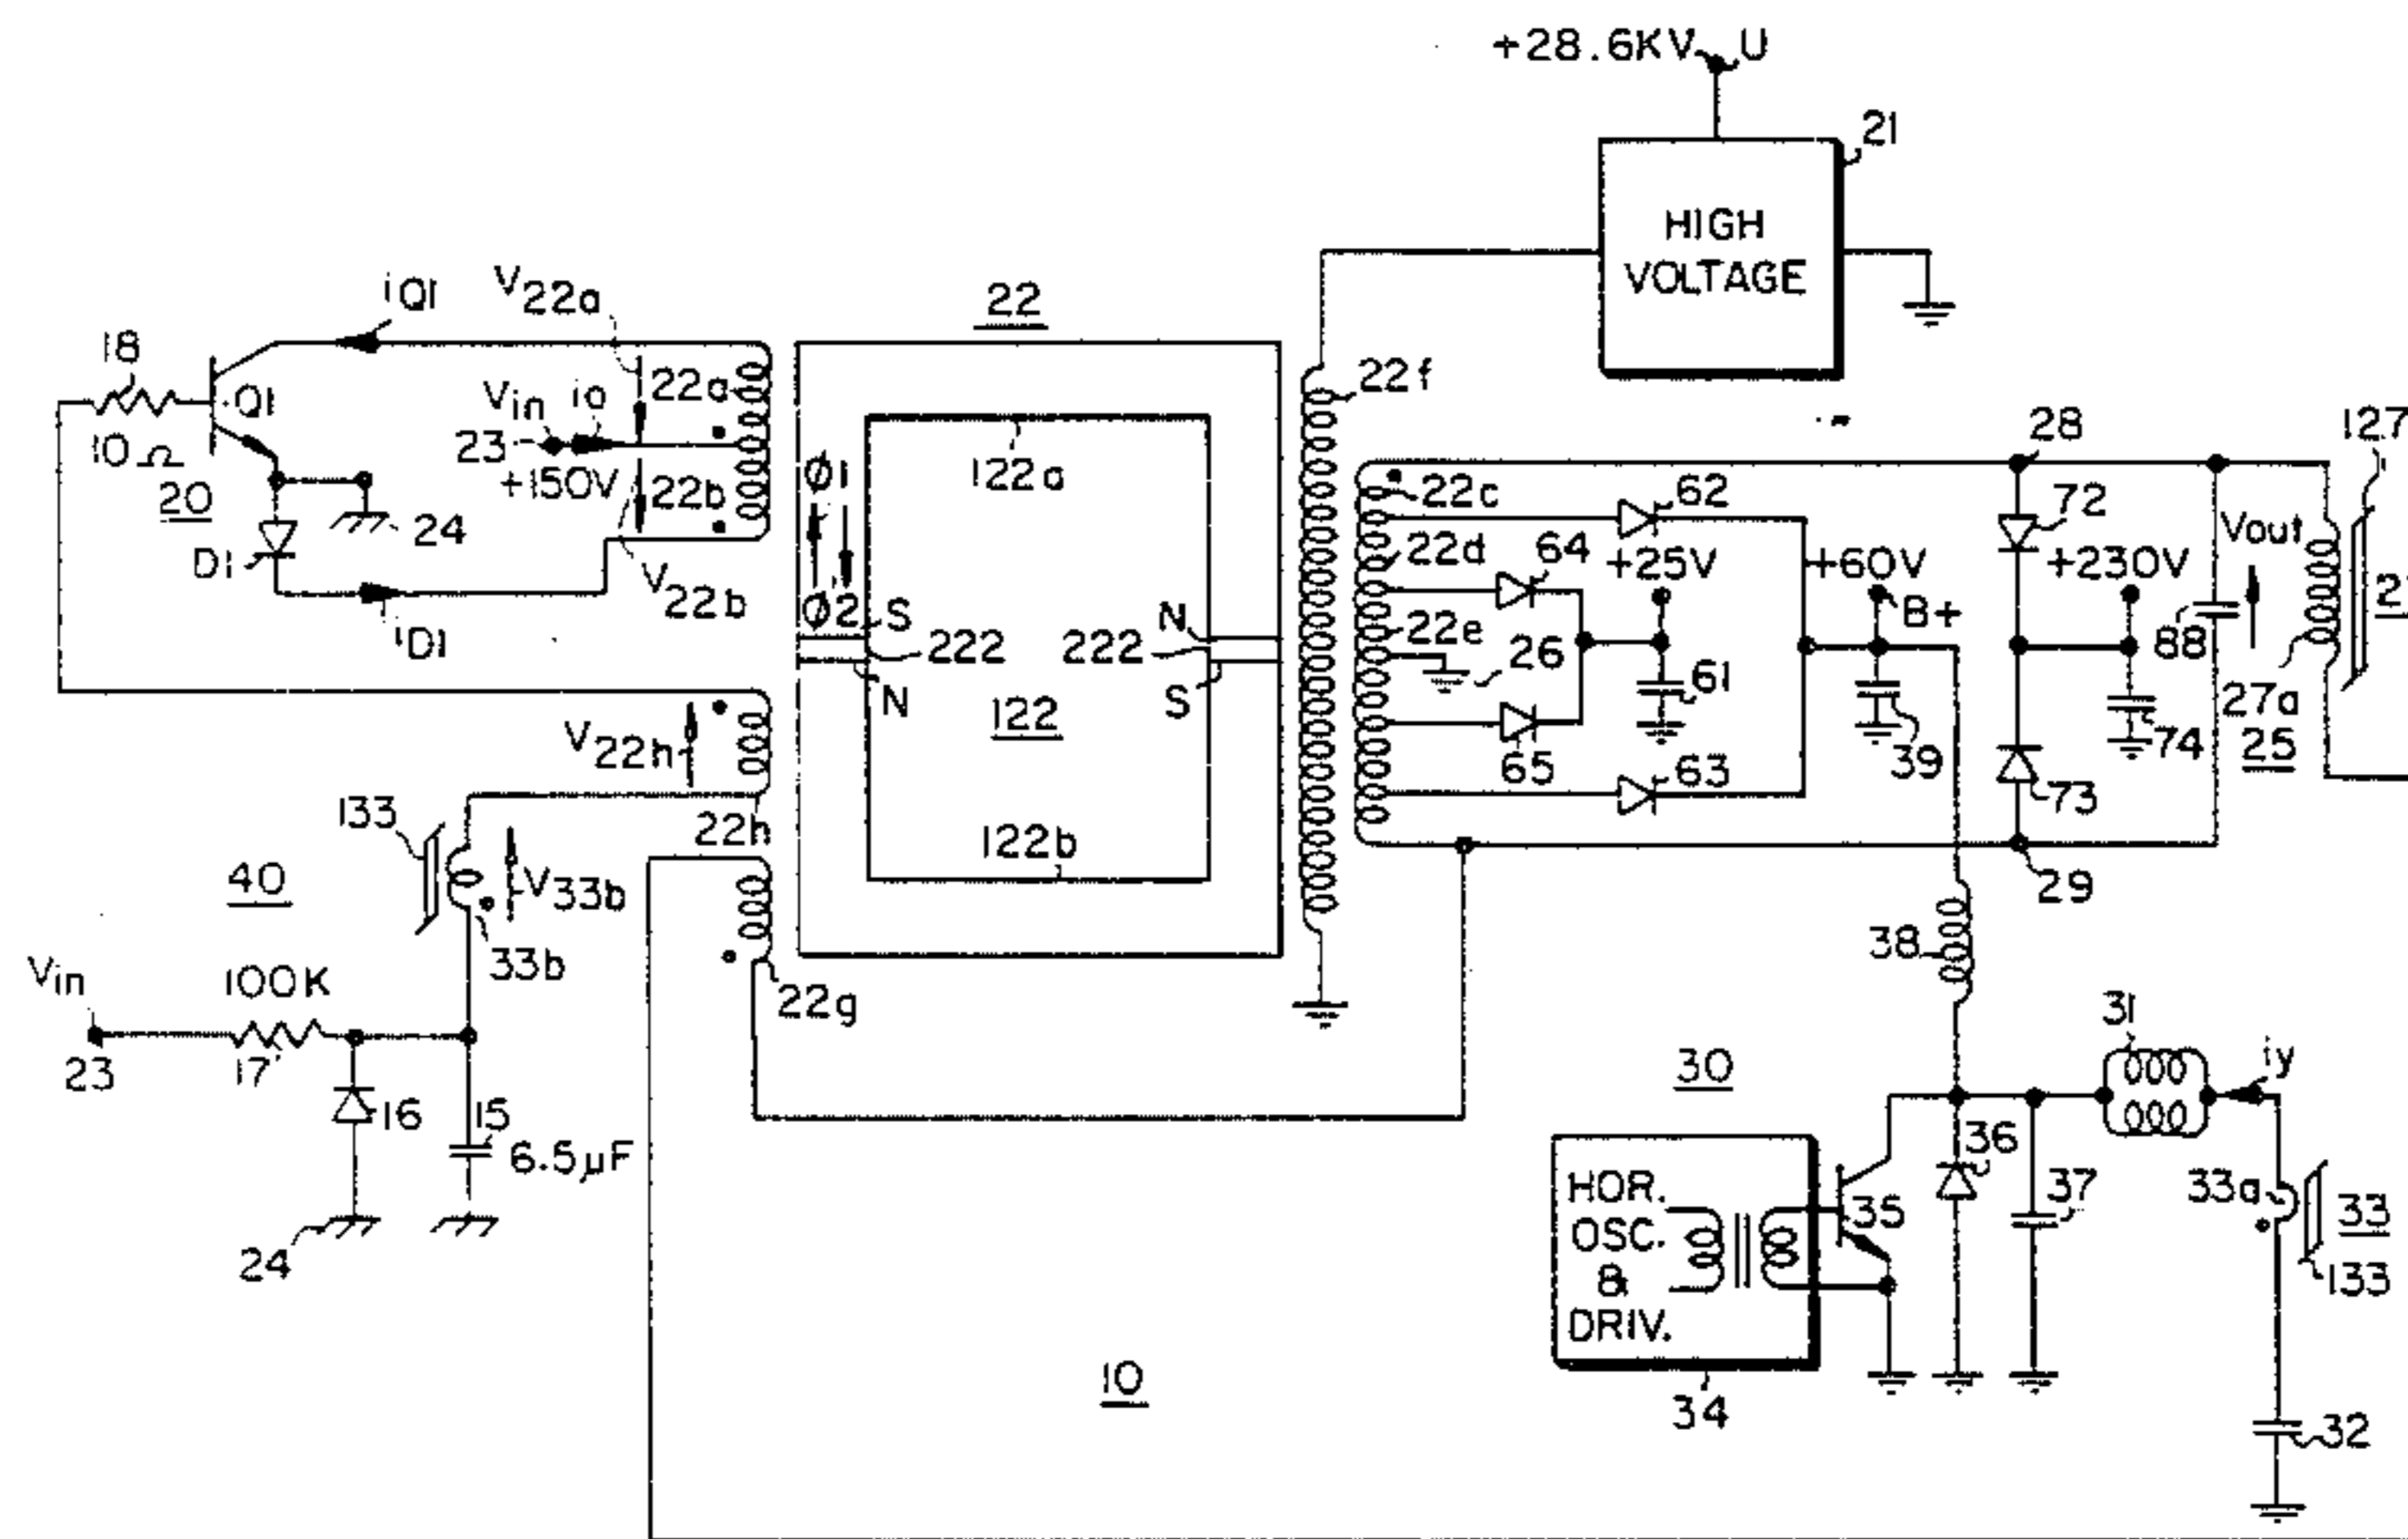 +28.6KV U
21
HIGH
VOLTAGE
iQ1
V22a
22
18
22a
22f
Q1
Vin
io
28
127
10Ω
23
+150V
Ø1
122a
22c
62
72
20
22b
22d
64
+25V
Vout
24
+60V
+230V
D1
V22b
Ø2
S
N
22e
B+
88
iD1
222
222
26
61
N
122
S
27a
V22h
39
74
25
65
63
73
133
22h
122b
40
V33b
29
33b
38
Vin
100K
22g
31
23
17
30
iy
16
15
36
6.5µF
37
33a
33
HOR.
OSC.
&
DRIV.
35
24
133
10
34
32